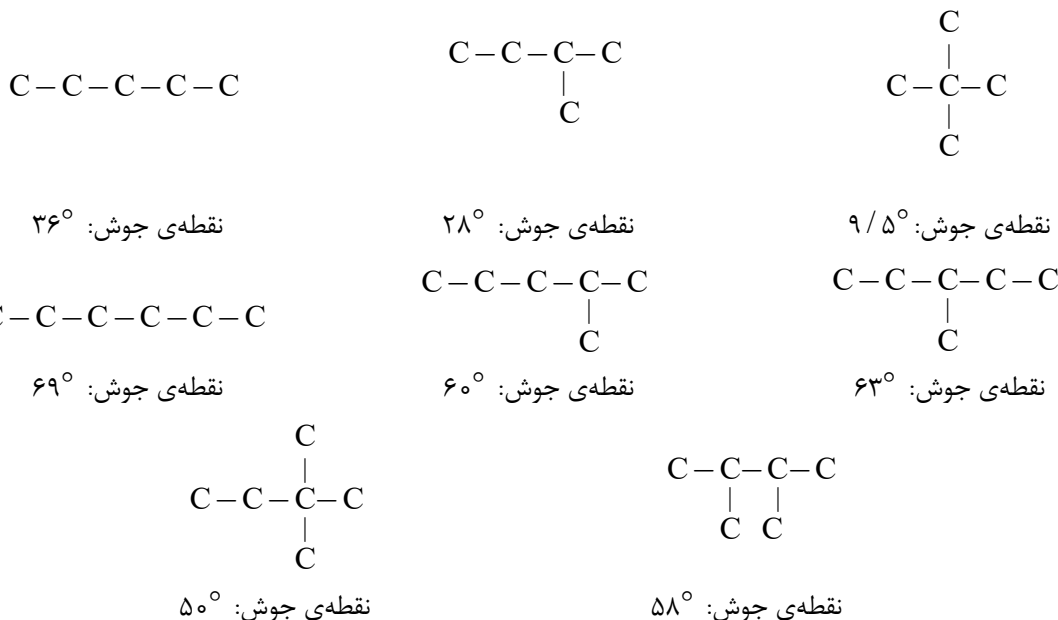 C – C – C – C – C
C – C – C – C
C
C
C – C – C
C
نقطه‌ی جوش: ۳۶°
نقطه‌ی جوش: ۲۸°
نقطه‌ی جوش: ۹/۵°
C – C – C – C – C – C
C – C – C – C – C
C
C – C – C – C – C
C
نقطه‌ی جوش: ۶۹°
نقطه‌ی جوش: ۶۰°
نقطه‌ی جوش: ۶۳°
C
C – C – C – C
C
C – C – C – C
C C
نقطه‌ی جوش: ۵۰°
نقطه‌ی جوش: ۵۸°